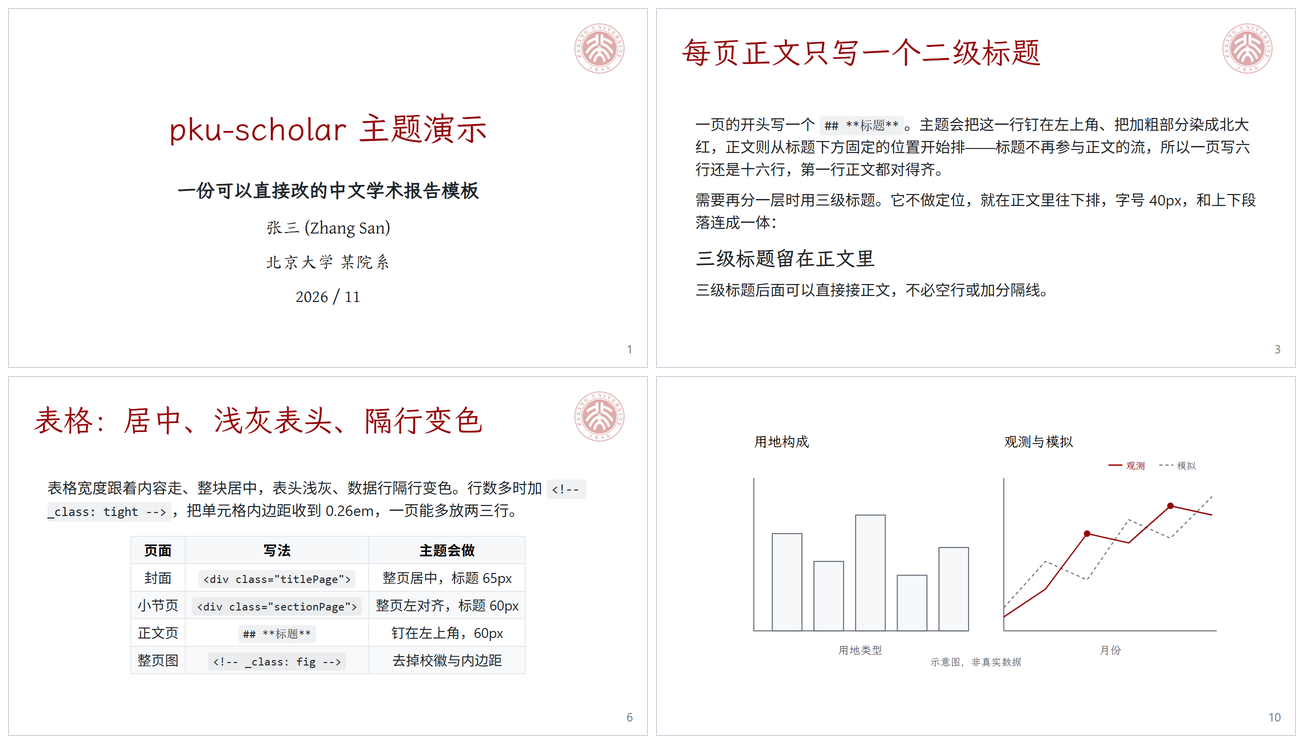 PEKING UNIVERSITY
1898
pku-scholar 主题演示
一份可以直接改的中文学术报告模板
张三 (Zhang San)
北京大学 某院系
2026 / 11
1
每页正文只写一个二级标题
PEKING UNIVERSITY
1898
一页的开头写一个 ## **标题** 。主题会把这一行钉在左上角、把加粗部分染成北大
红，正文则从标题下方固定的位置开始排——标题不再参与正文的流，所以一页写六
行还是十六行，第一行正文都对得齐。
需要再分一层时用三级标题。它不做定位，就在正文里往下排，字号 40px，和上下段
落连成一体：
三级标题留在正文里
三级标题后面可以直接接正文，不必空行或加分隔线。
3
表格：居中、浅灰表头、隔行变色
PEKING UNIVERSITY
1898
表格宽度跟着内容走、整块居中，表头浅灰、数据行隔行变色。行数多时加 <!--
_class: tight --> ，把单元格内边距收到 0.26em，一页能多放两三行。
页面 写法 主题会做
封面 <div class="titlePage"> 整页居中，标题 65px
小节页 <div class="sectionPage"> 整页左对齐，标题 60px
正文页 ## **标题** 钉在左上角，60px
整页图 <!-- _class: fig --> 去掉校徽与内边距
6
用地构成
观测与模拟
观测 模拟
用地类型
月份
示意图，非真实数据
10